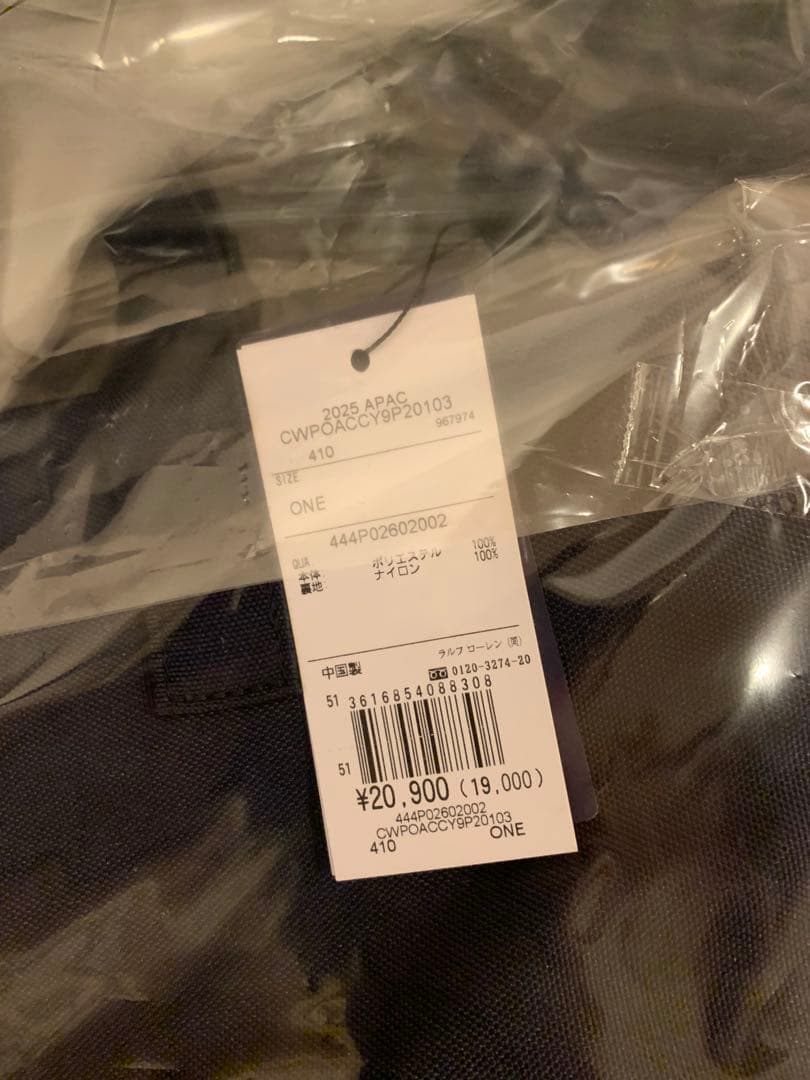 2025 APAC
CWPOACCY9P20103
967974
410
SIZE
ONE
444P02602002
QUA
本体: ポリエステル 100%
裏地: ナイロン 100%
ラルフ ローレン (同)
中国製 0120-3274-20
51 3616854088308
51
¥20,900 (19,000)
444P02602002
CWPOACCY9P20103
410 ONE